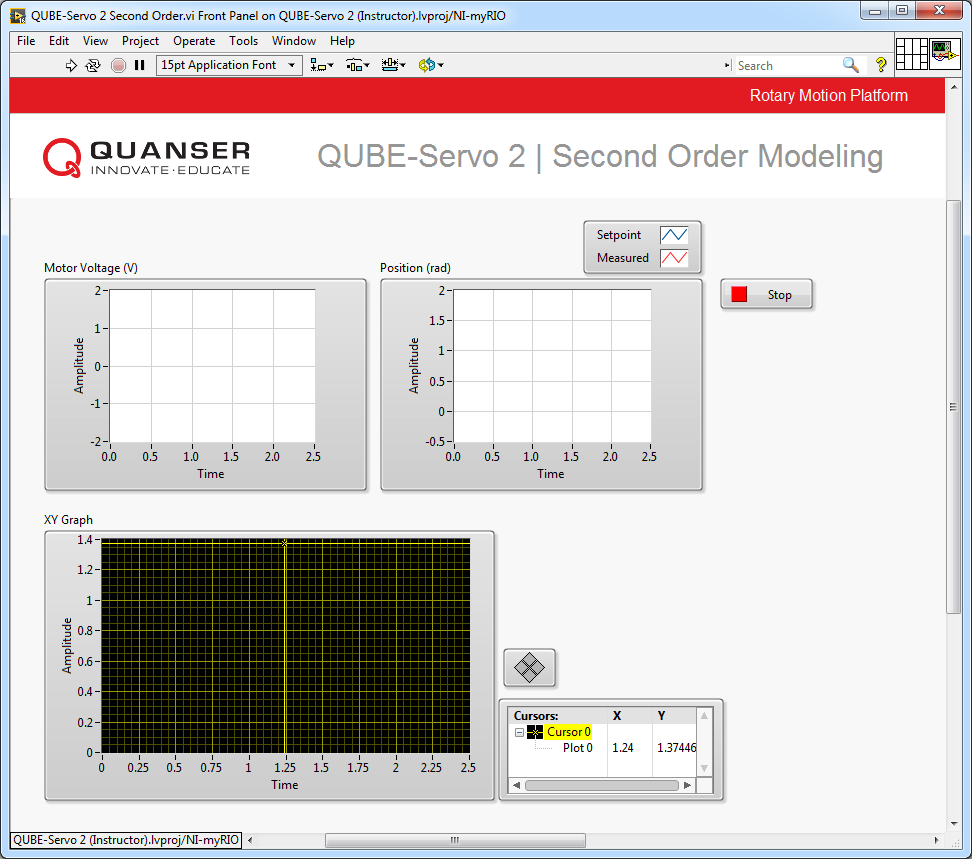 QUBE-Servo 2 Second Order.vi Front Panel on QUBE-Servo 2 (Instructor).lvproj/NI-myRIO
File Edit View Project Operate Tools Window Help
15pt Application Font Search ?
Rotary Motion Platform
QUANSER
INNOVATE·EDUCATE
QUBE-Servo 2 | Second Order Modeling
Setpoint
Measured
Motor Voltage (V)
2
1
0
-1
-2
Amplitude
0.0 0.5 1.0 1.5 2.0 2.5
Time
Position (rad)
2
1.5
1
0.5
0
-0.5
Amplitude
0.0 0.5 1.0 1.5 2.0 2.5
Time
Stop
XY Graph
1.4
1.2
1
0.8
0.6
0.4
0.2
0
Amplitude
0 0.25 0.5 0.75 1 1.25 1.5 1.75 2 2.25 2.5
Time
Cursors: X Y
Cursor 0
Plot 0 1.24 1.37446
QUBE-Servo 2 (Instructor).lvproj/NI-myRIO